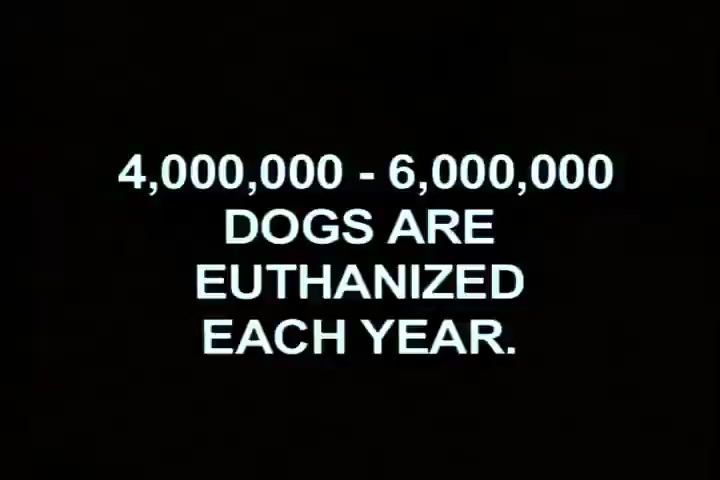 4,000,000 - 6,000,000
DOGS ARE
EUTHANIZED
EACH YEAR.